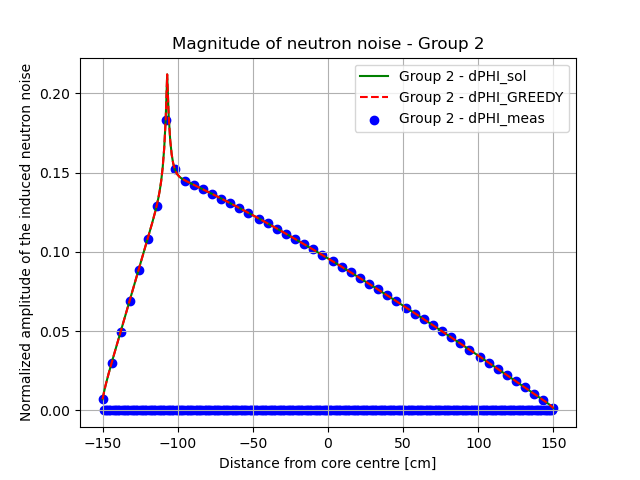 Magnitude of neutron noise - Group 2
Normalized amplitude of the induced neutron noise
0.20
0.15
0.10
0.05
0.00
Group 2 - dPHI_sol
Group 2 - dPHI_GREEDY
Group 2 - dPHI_meas
−150
−100
−50
0
50
100
150
Distance from core centre [cm]